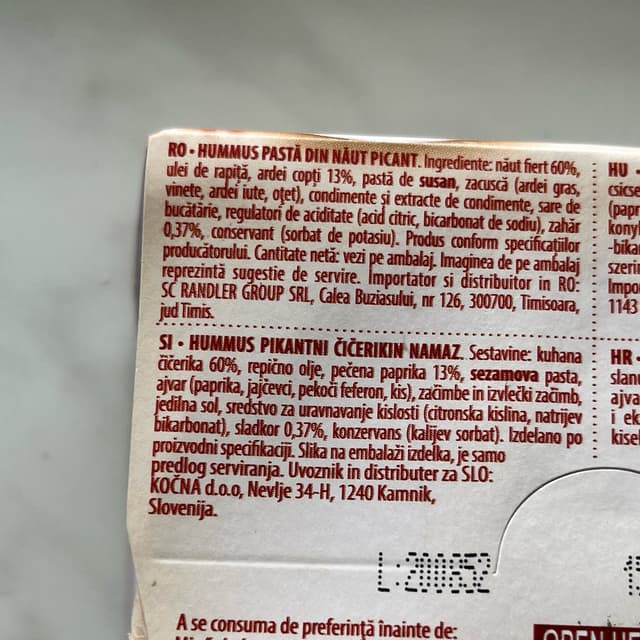 RO • HUMMUS PASTĂ DIN NĂUT PICANT. Ingrediente: năut fiert 60%,
ulei de rapiță, ardei copți 13%, pastă de susan, zacuscă (ardei gras,
vinete, ardei iute, oțet), condimente și extracte de condimente, sare de
bucătărie, regulatori de aciditate (acid citric, bicarbonat de sodiu), zahăr
0,37%, conservant (sorbat de potasiu). Produs conform specificațiilor
producătorului. Cantitate netă: vezi pe ambalaj. Imaginea de pe ambalaj
reprezintă sugestie de servire. Importator si distribuitor in RO:
SC RANDLER GROUP SRL, Calea Buziasului, nr 126, 300700, Timisoara,
jud Timis.
SI • HUMMUS PIKANTNI ČIČERIKIN NAMAZ. Sestavine: kuhana
čičerika 60%, repično olje, pečena paprika 13%, sezamova pasta,
ajvar (paprika, jajčevci, pekoči feferon, kis), začimbe in izvlečki začimb,
jedilna sol, sredstvo za uravnavanje kislosti (citronska kislina, natrijev
bikarbonat), sladkor 0,37%, konzervans (kalijev sorbat). Izdelano po
proizvodni specifikaciji. Slika na embalaži izdelka, je samo
predlog serviranja. Uvoznik in distributer za SLO:
KOČNA d.o.o, Nevlje 34-H, 1240 Kamnik,
Slovenija.
HU •
-bika
Impo
1143
HR •
ajva
i ek
L:200852
A se consuma de preferință înainte de: